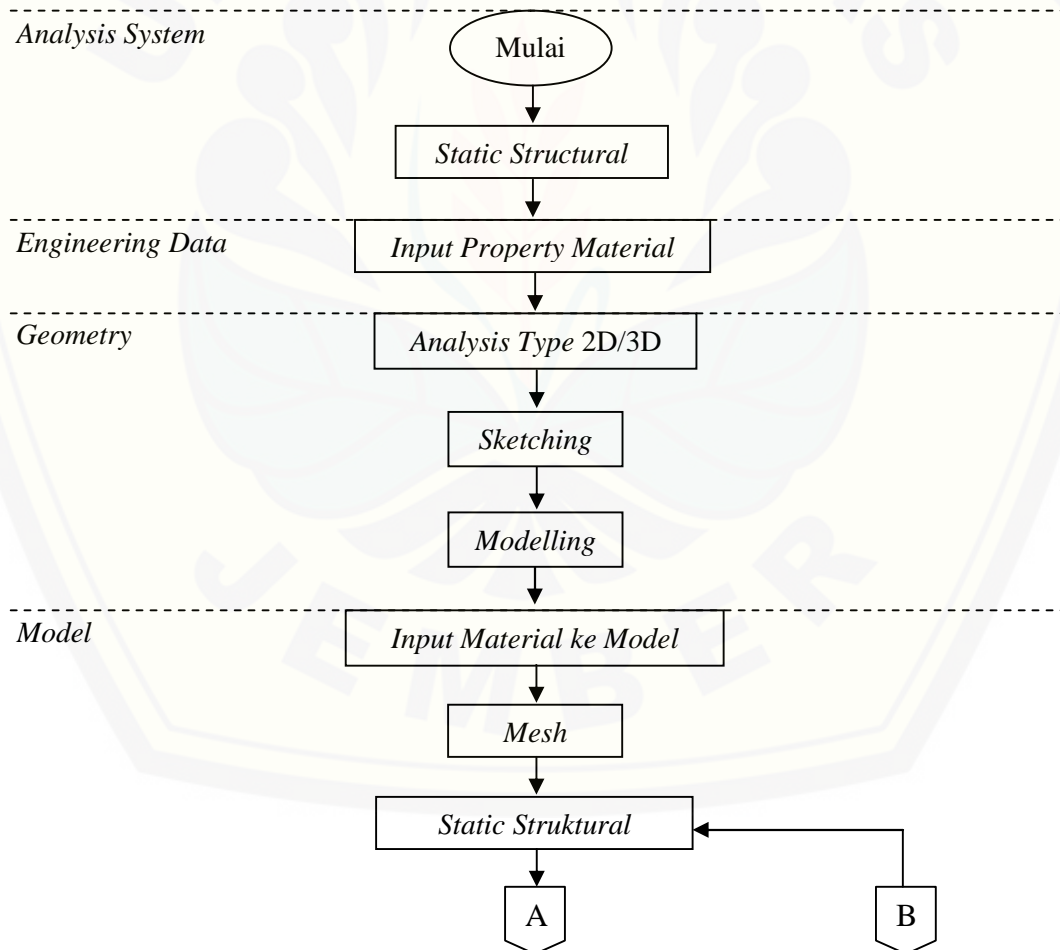 Analysis System
Mulai
Static Structural
Engineering Data
Input Property Material
Geometry
Analysis Type 2D/3D
Sketching
Modelling
Model
Input Material ke Model
Mesh
Static Struktural
A
B
JEMBER